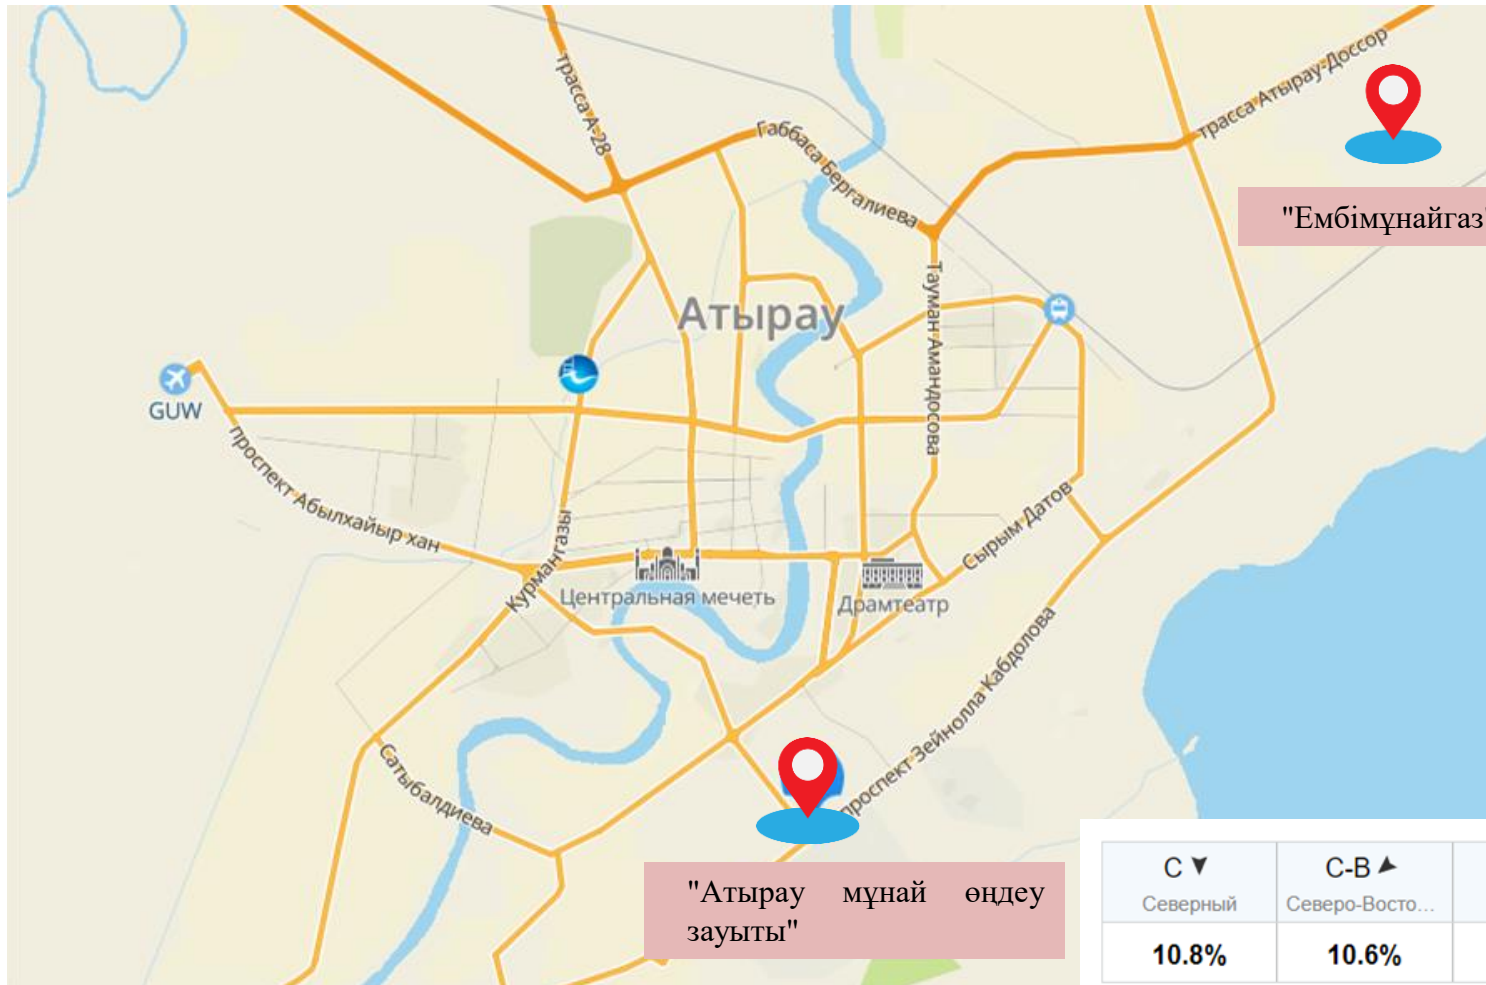 трасса А-28
Габбаса Бергалиева
трасса Атырау-Доссор
"Ембімұнайгаз"
Атырау
Тауман Амандосова
GUW
проспект Абылхайыр хан
Курмангазы
Центральная мечеть
Драмтеатр
Сырым Датов
проспект Зейнолла Кабдолова
Сатыбалдиева
"Атырау мұнай өңдеу
зауыты"
С С-В
Северный Северо-Восто...
10.8% 10.6%